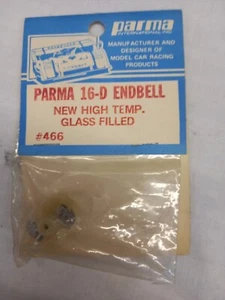 parma
INTERNATIONAL INC.
MANUFACTURER AND
DESIGNER OF
MODEL CAR RACING
PRODUCTS
PARMA 16-D ENDBELL
NEW HIGH TEMP.
GLASS FILLED
#466